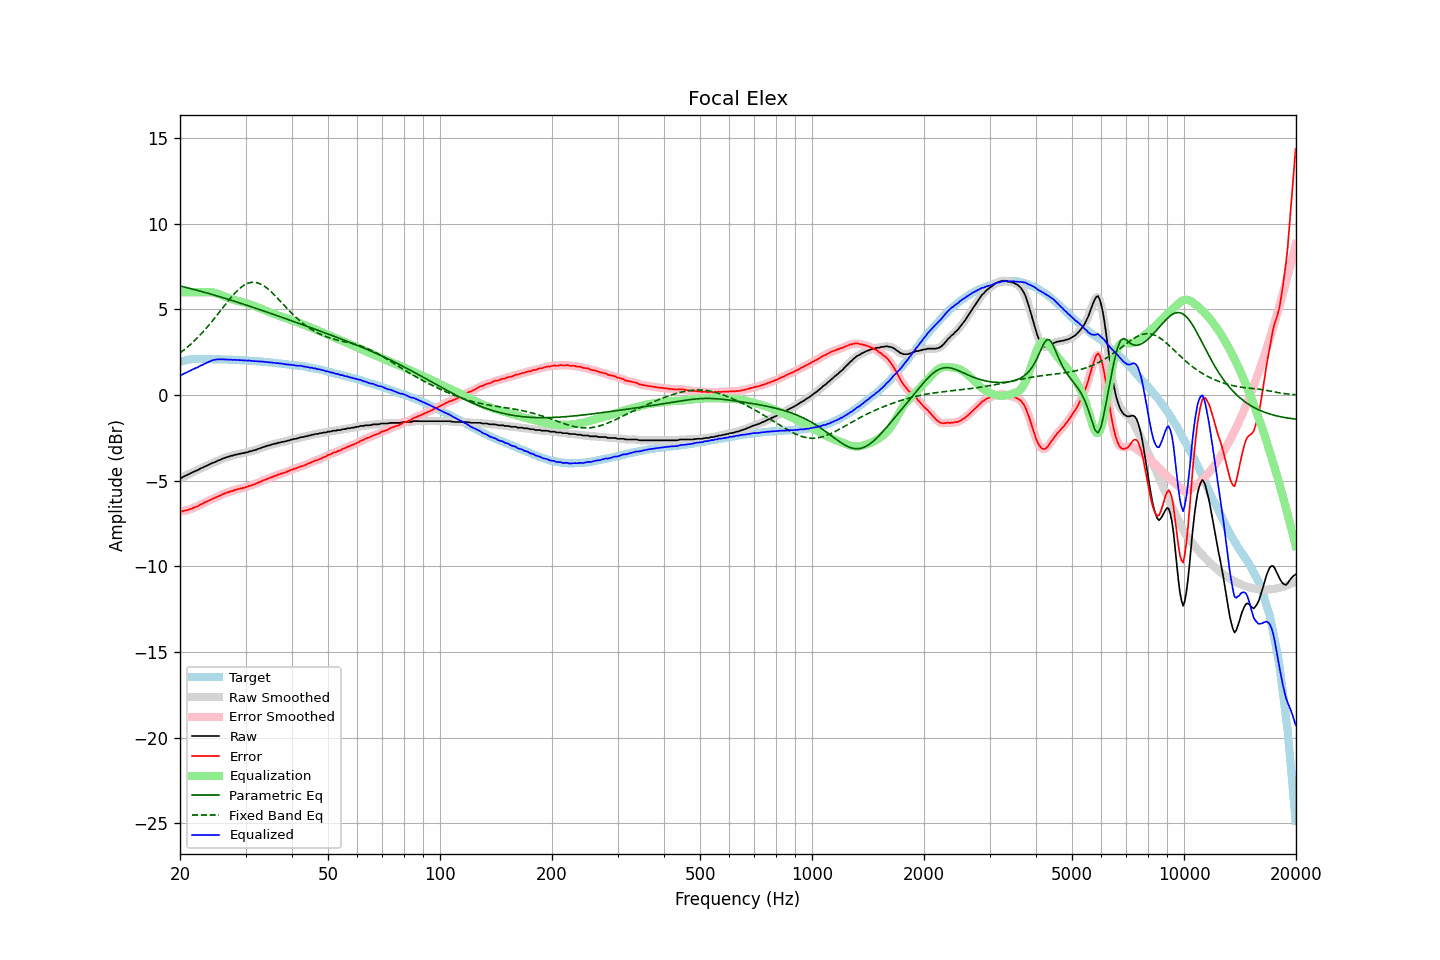 Focal Elex
15
10
5
0
−5
−10
−15
−20
−25
Amplitude (dBr)
Target
Raw Smoothed
Error Smoothed
Raw
Error
Equalization
Parametric Eq
Fixed Band Eq
Equalized
20 50 100 200 500 1000 2000 5000 10000 20000
Frequency (Hz)